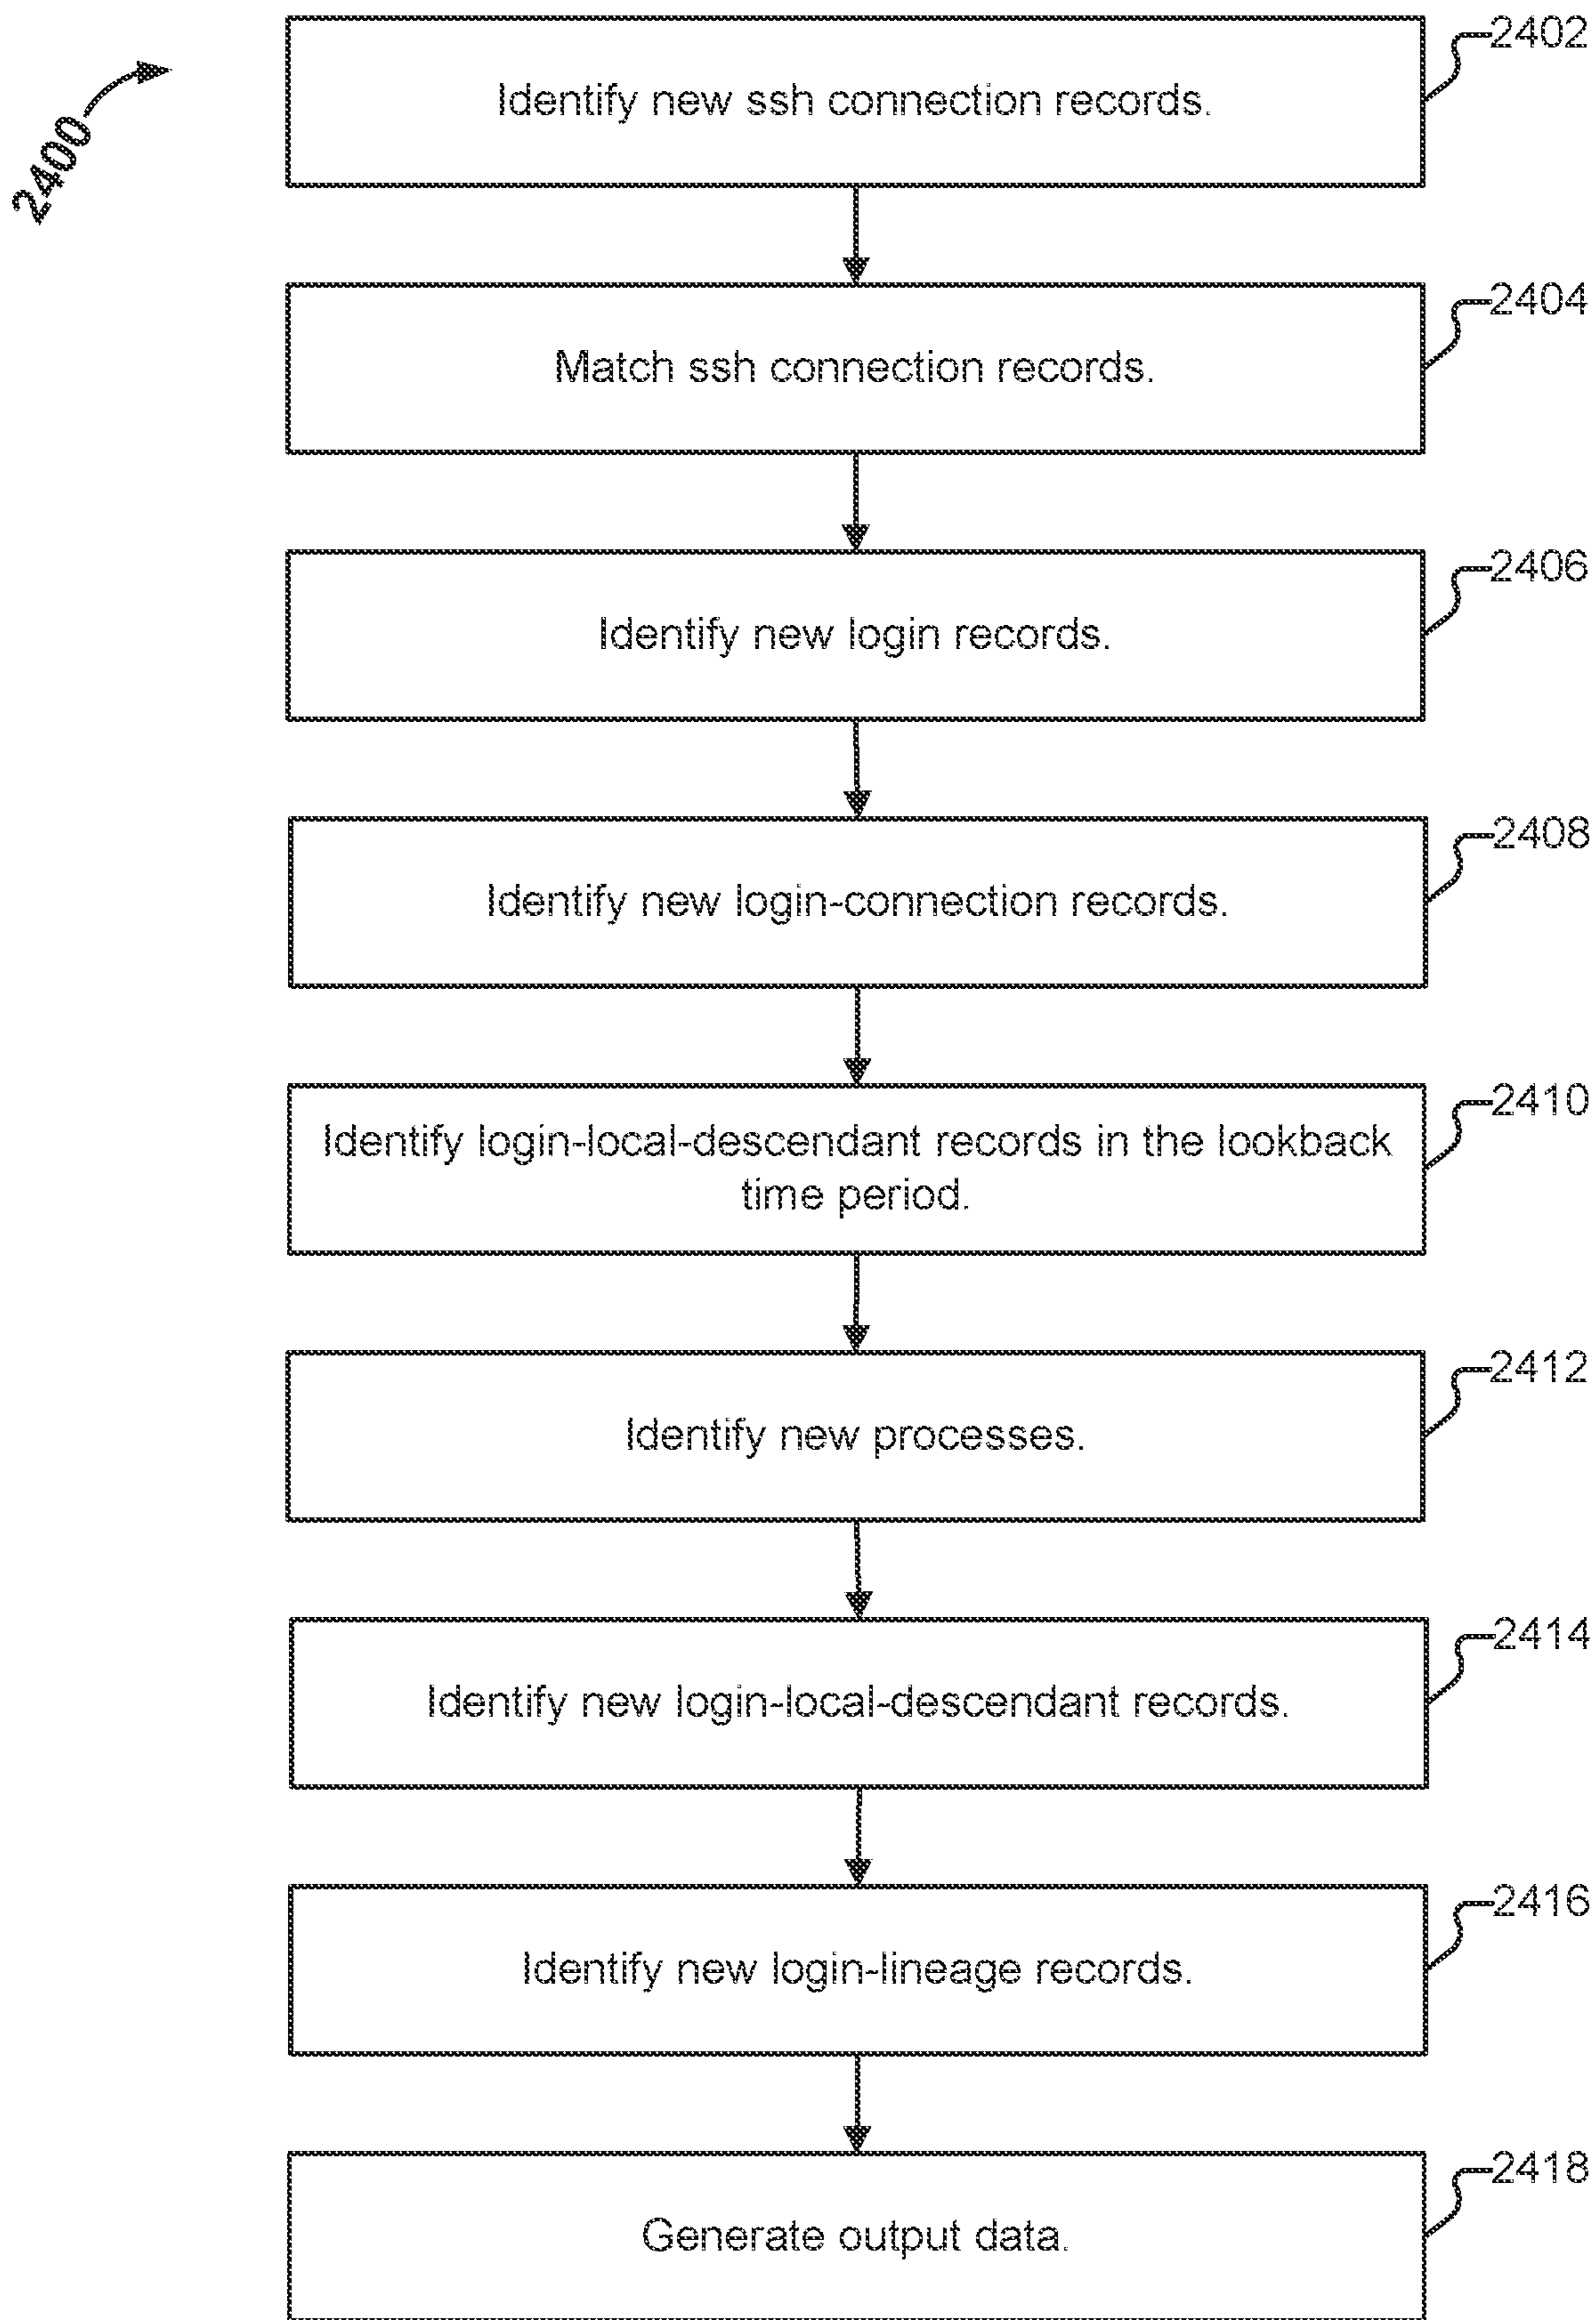 2400
Identify new ssh connection records.
2402
Match ssh connection records.
2404
Identify new login records.
2406
Identify new login-connection records.
2408
Identify login-local-descendant records in the lookback
time period.
2410
Identify new processes.
2412
Identify new login-local-descendant records.
2414
Identify new login-lineage records.
2416
Generate output data.
2418